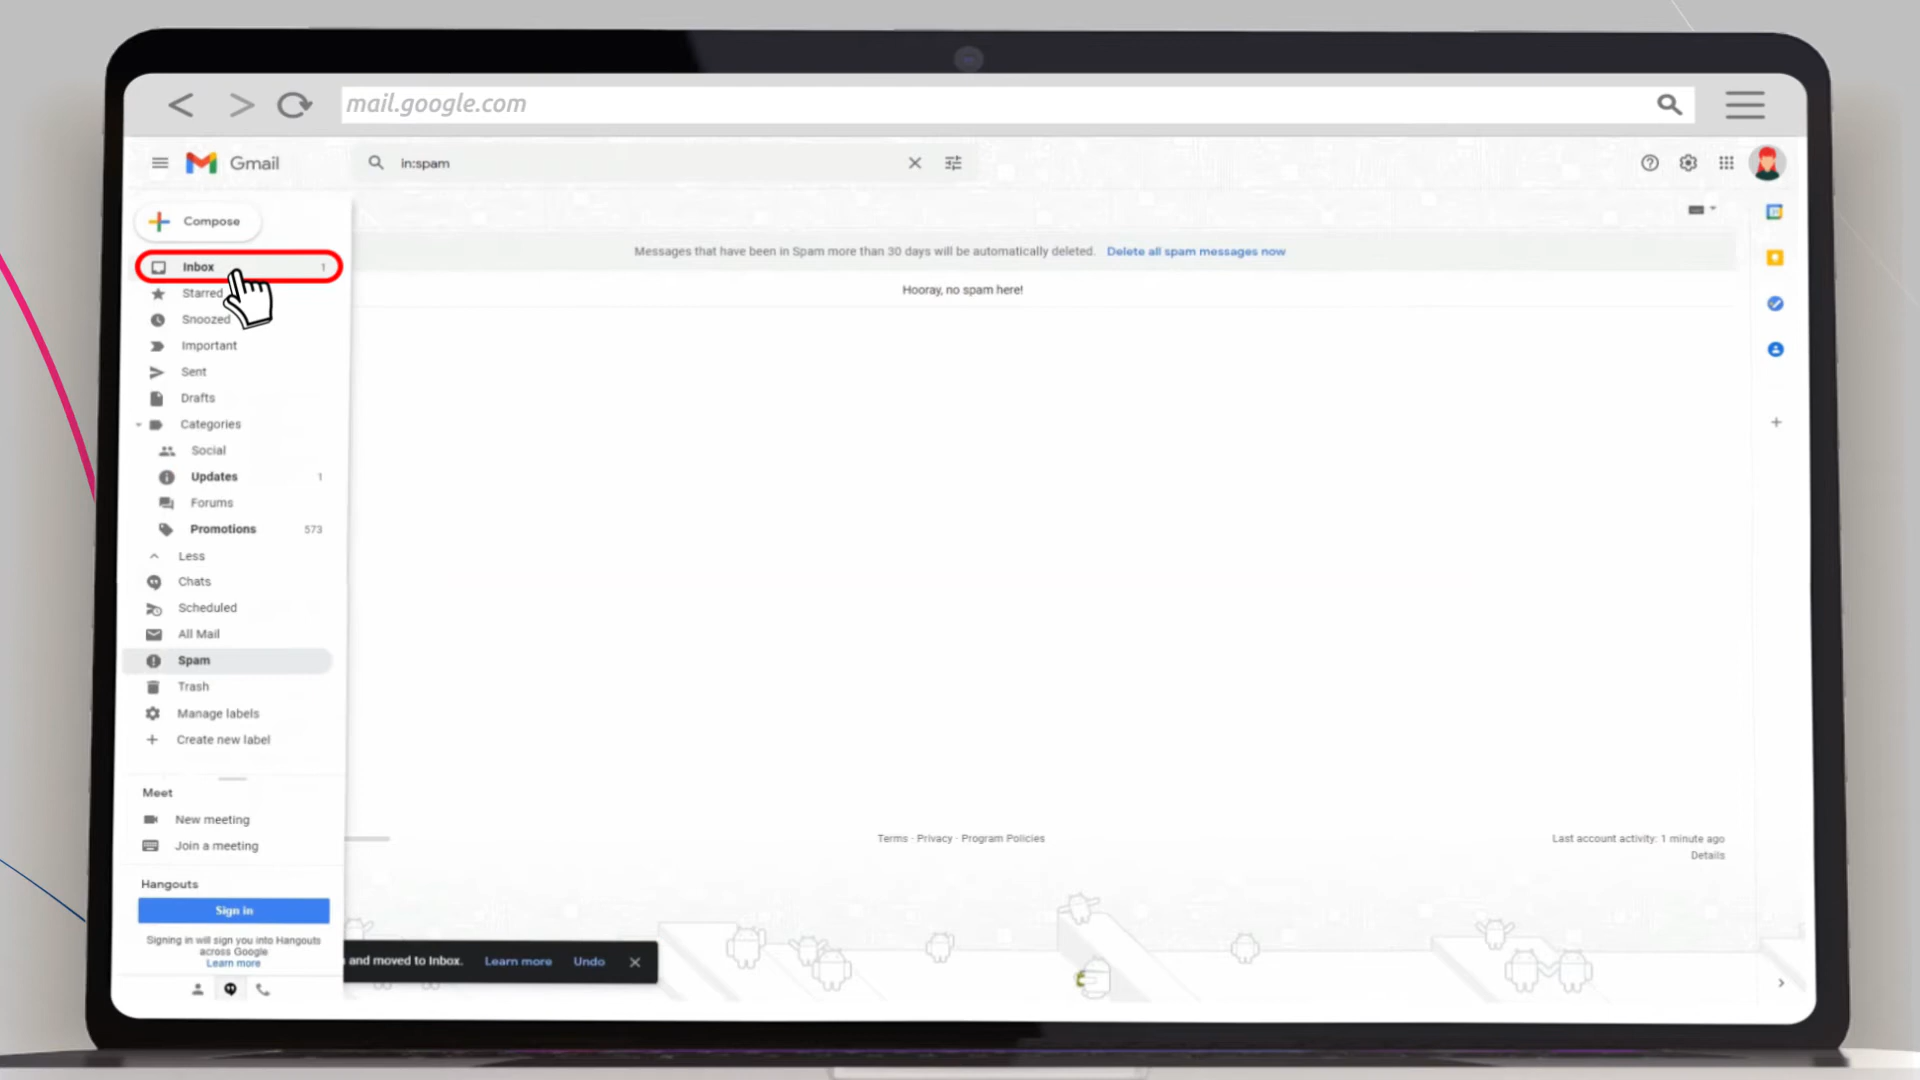 mail.google.com
Gmail
in:spam
Compose
Messages that have been in Spam more than 30 days will be automatically deleted. Delete all spam messages now
Inbox 1
Hooray, no spam here!
Starred
Snoozed
Important
Sent
Drafts
Categories
Social
Updates 1
Forums
Promotions 573
Less
Chats
Scheduled
All Mail
Spam
Trash
Manage labels
Create new label
Meet
New meeting
Join a meeting
Terms · Privacy · Program Policies
Last account activity: 1 minute ago
Details
Hangouts
Sign in
Signing in will sign you into Hangouts
across Google
Learn more
and moved to Inbox. Learn more Undo